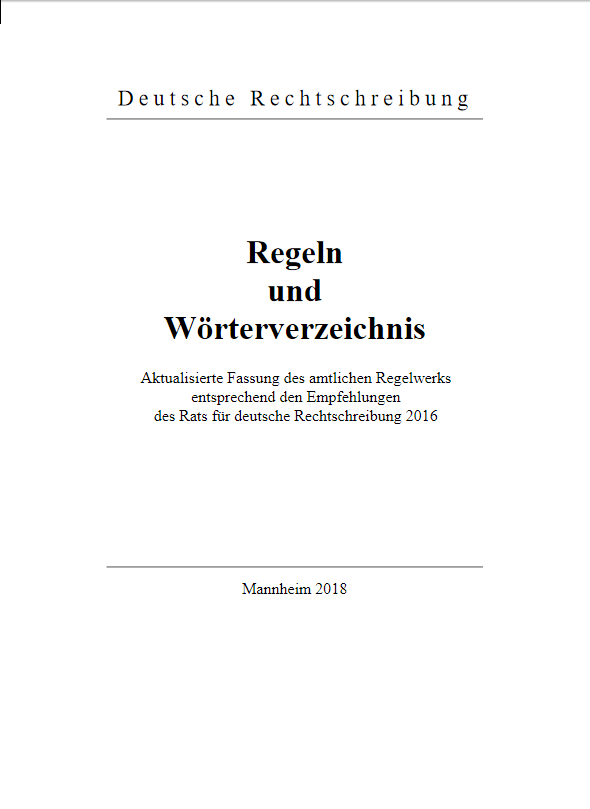 Deutsche Rechtschreibung
Regeln
und
Wörterverzeichnis
Aktualisierte Fassung des amtlichen Regelwerks
entsprechend den Empfehlungen
des Rats für deutsche Rechtschreibung 2016
Mannheim 2018